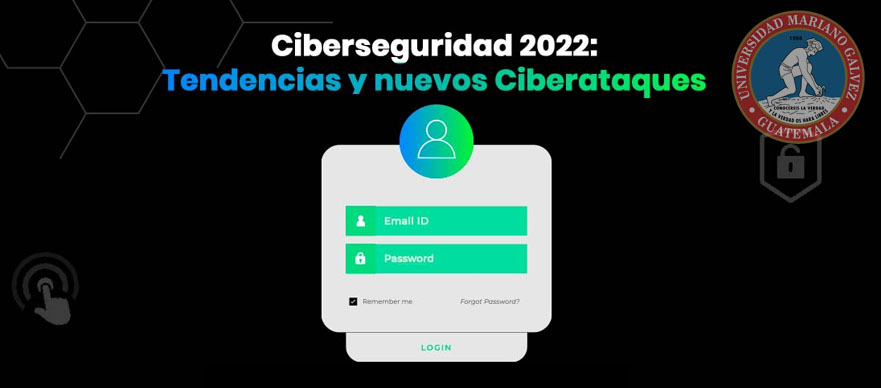 Ciberseguridad 2022:
Tendencias y nuevos Ciberataques
UNIVERSIDAD MARIANO GALVEZ
1966
CONOCEREIS LA VERDAD
Y LA VERDAD OS HARA LIBRES
GUATEMALA
Email ID
Password
Remember me
Forgot Password?
LOGIN